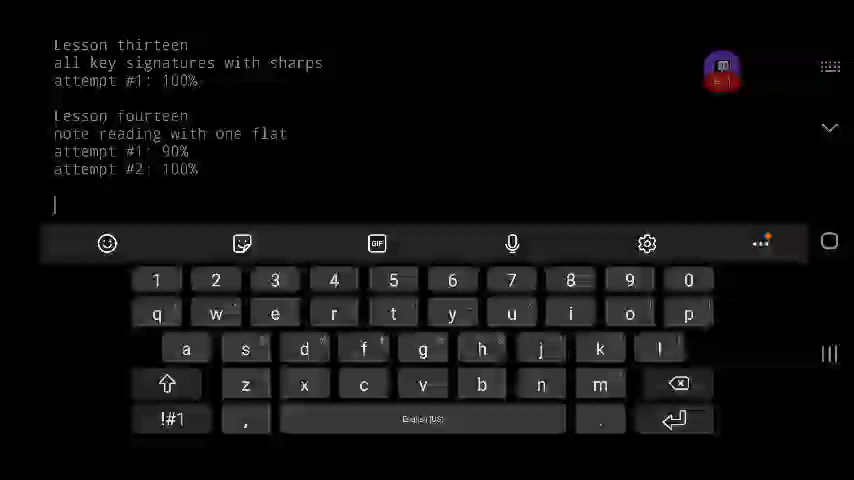 Lesson thirteen
all key signatures with sharps
attempt #1: 100%
Lesson fourteen
note reading with one flat
attempt #1: 90%
attempt #2: 100%
GIF
1 2 3 4 5 6 7 8 9 0
q w e r t y u i o p
a s d f g h j k l
z x c v b n m
!#1 , English (US) .